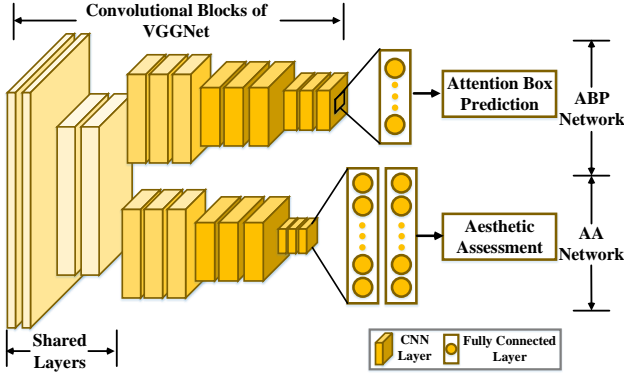 Convolutional Blocks of
VGGNet
Attention Box
Prediction
ABP
Network
Aesthetic
Assessment
AA
Network
Shared
Layers
CNN
Layer
Fully Connected
Layer